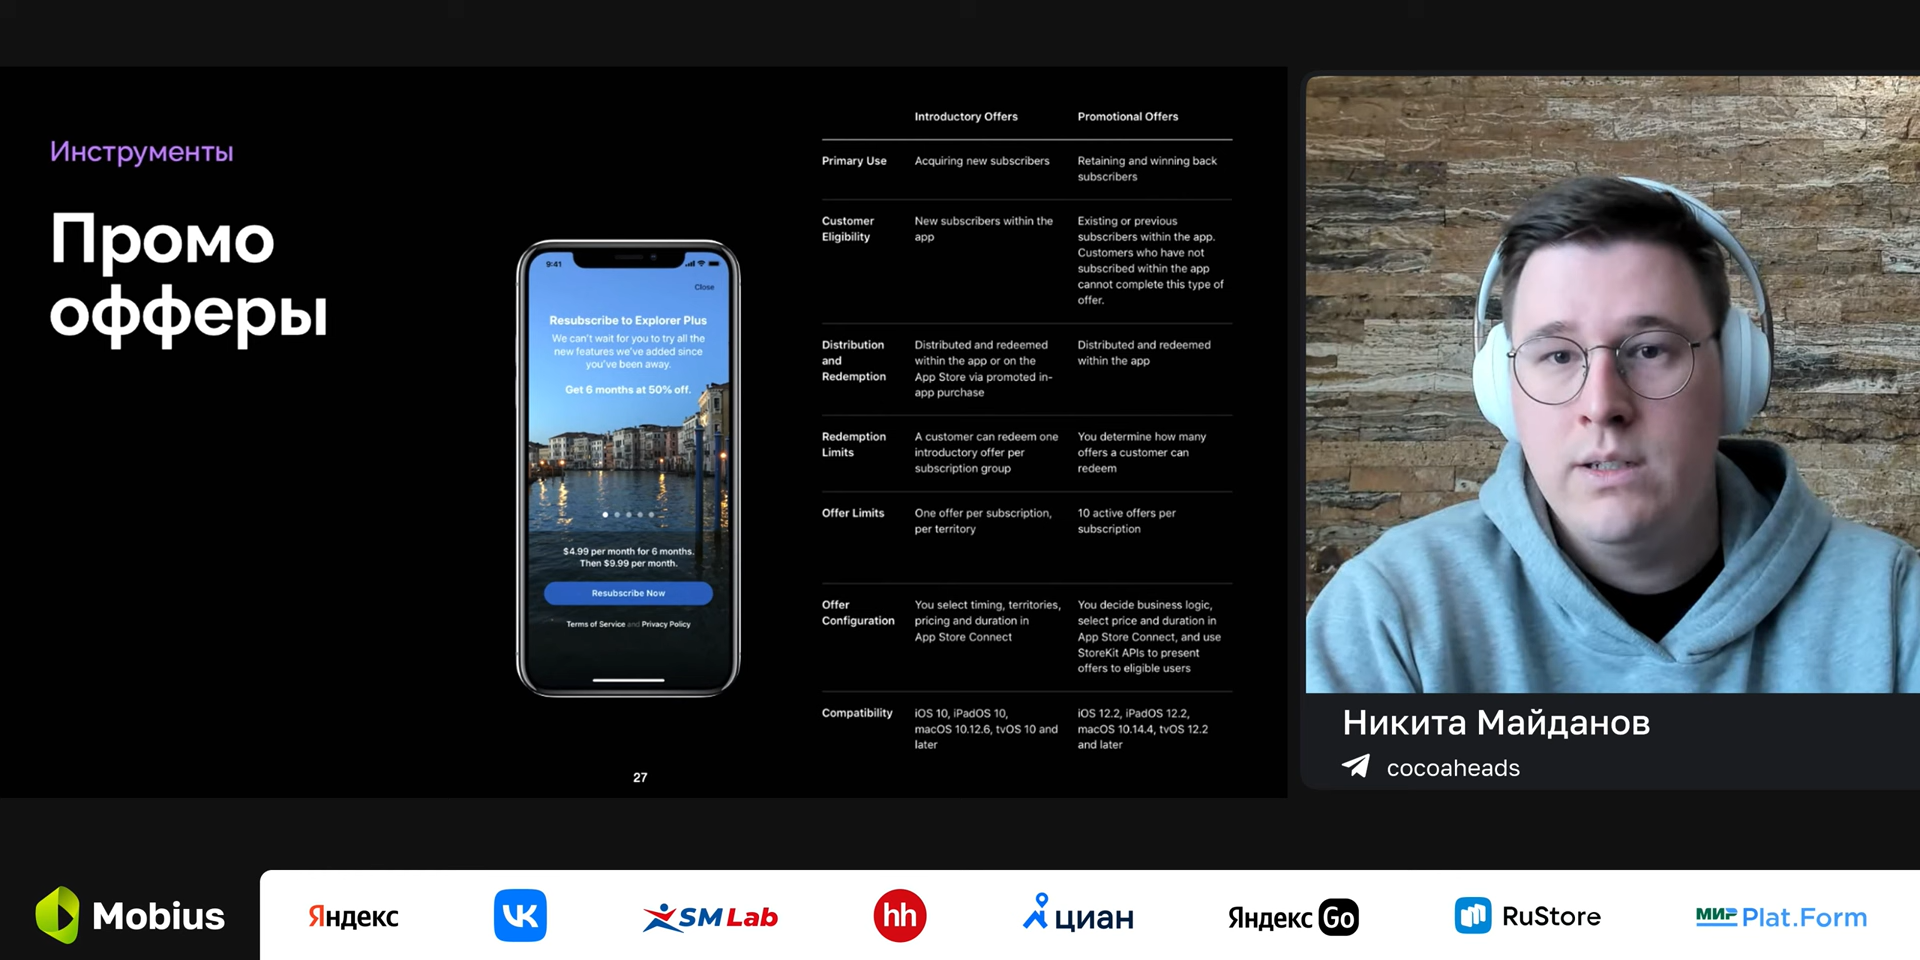 Инструменты
Промо
офферы
9:41
Close
Resubscribe to Explorer Plus
We can't wait for you to try all the
new features we've added since
you've been away.
Get 6 months at 50% off.
$4.99 per month for 6 months.
Then $9.99 per month.
Resubscribe Now
Terms of Service and Privacy Policy
Introductory Offers
Promotional Offers
Primary Use
Acquiring new subscribers
Retaining and winning back
subscribers
Customer
Eligibility
New subscribers within the
app
Existing or previous
subscribers within the app.
Customers who have not
subscribed within the app
cannot complete this type of
offer.
Distribution
and
Redemption
Distributed and redeemed
within the app or on the
App Store via promoted in-
app purchase
Distributed and redeemed
within the app
Redemption
Limits
A customer can redeem one
introductory offer per
subscription group
You determine how many
offers a customer can
redeem
Offer Limits
One offer per subscription,
per territory
10 active offers per
subscription
Offer
Configuration
You select timing, territories,
pricing and duration in
App Store Connect
You decide business logic,
select price and duration in
App Store Connect, and use
StoreKit APIs to present
offers to eligible users
Compatibility
iOS 10, iPadOS 10,
macOS 10.12.6, tvOS 10 and
later
iOS 12.2, iPadOS 12.2,
macOS 10.14.4, tvOS 12.2
and later
27
Никита Майданов
cocoaheads
Mobius
Яндекс
VK
SM Lab
hh
циан
Яндекс Go
RuStore
МИР Plat.Form